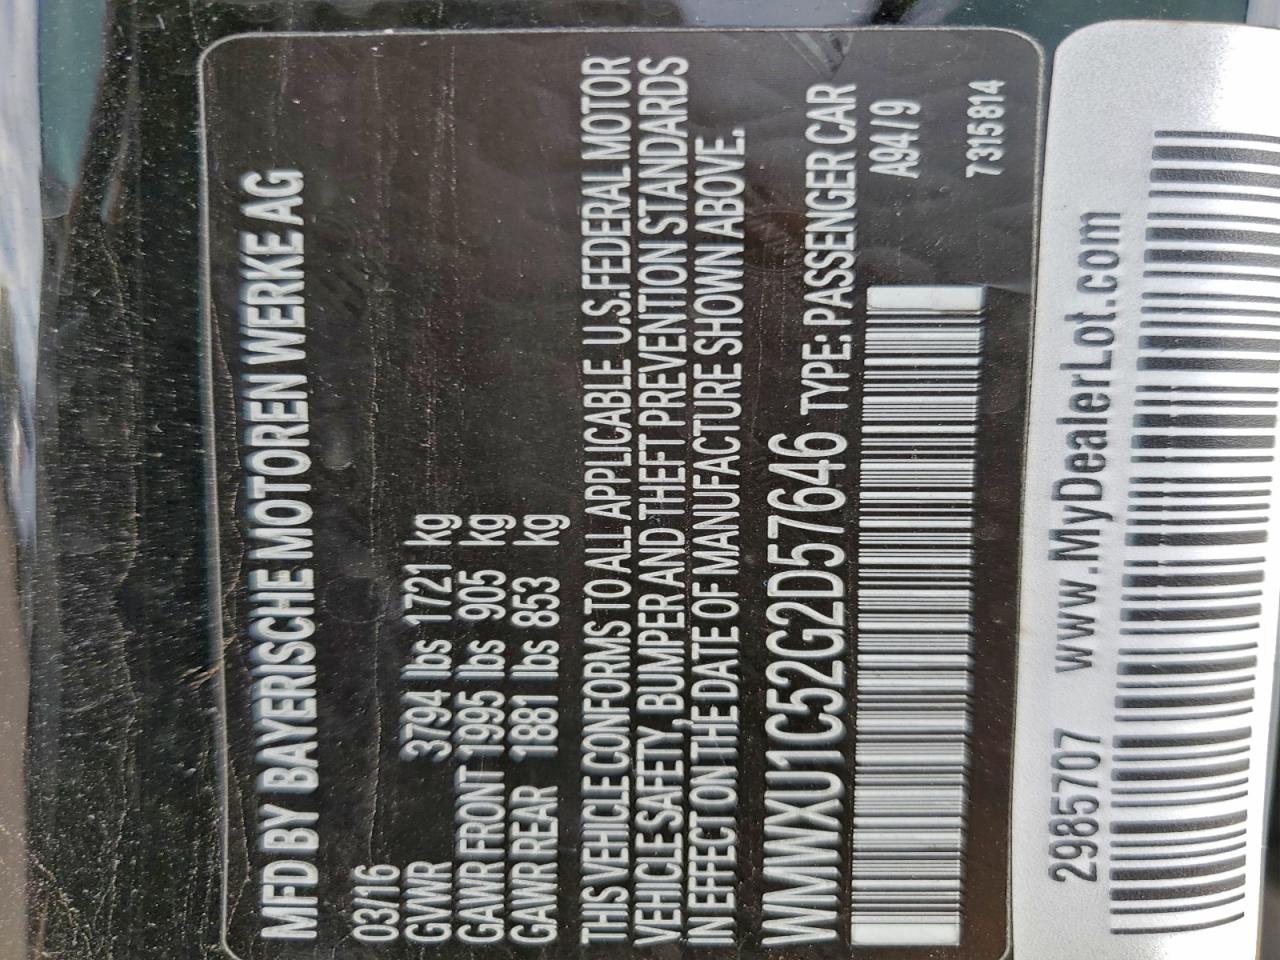 MFD BY BAYERISCHE MOTOREN WERKE AG
03/16
GVWR 3794 lbs 1721 kg
GAWR FRONT 1995 lbs 905 kg
GAWR REAR 1881 lbs 853 kg
THIS VEHICLE CONFORMS TO ALL APPLICABLE U.S.FEDERAL MOTOR
VEHICLE SAFETY, BUMPER AND THEFT PREVENTION STANDARDS
IN EFFECT ON THE DATE OF MANUFACTURE SHOWN ABOVE.
WMWXU1C52G2D57646 TYPE: PASSENGER CAR
A94/9
7315814
2985707 www.MyDealerLot.com